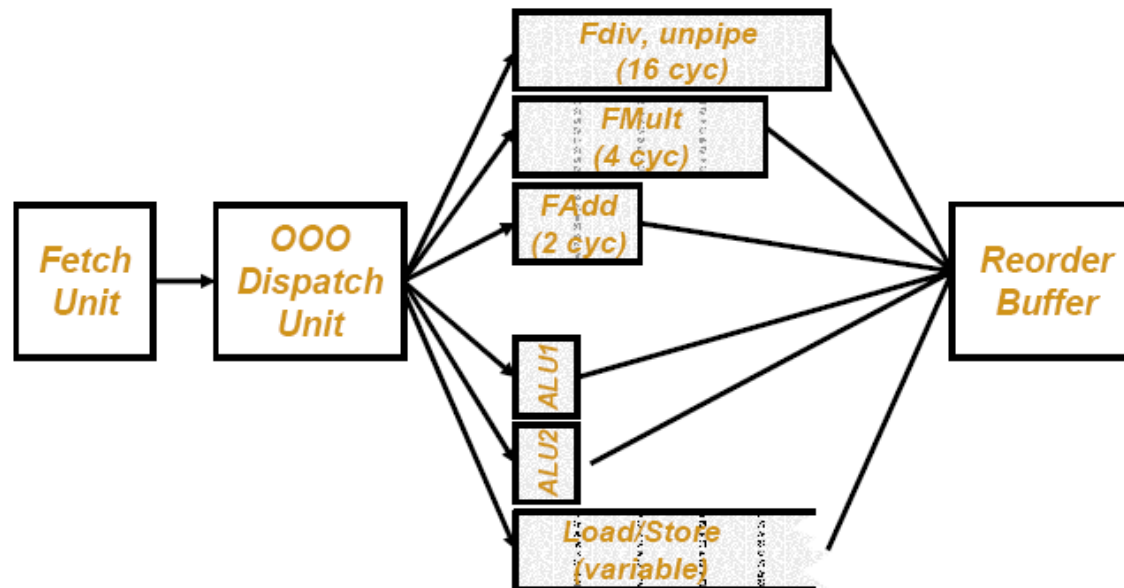 Fdiv, unpipe
(16 cyc)
FMult
(4 cyc)
FAdd
(2 cyc)
Fetch
Unit
OOO
Dispatch
Unit
Reorder
Buffer
ALU1
ALU2
Load/Store
(variable)